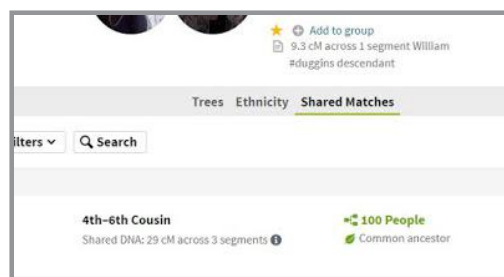 Add to group
9.3 cM across 1 segment William
#duggins descendant
Trees Ethnicity Shared Matches
ilters Search
4th–6th Cousin 100 People
Shared DNA: 29 cM across 3 segments Common ancestor